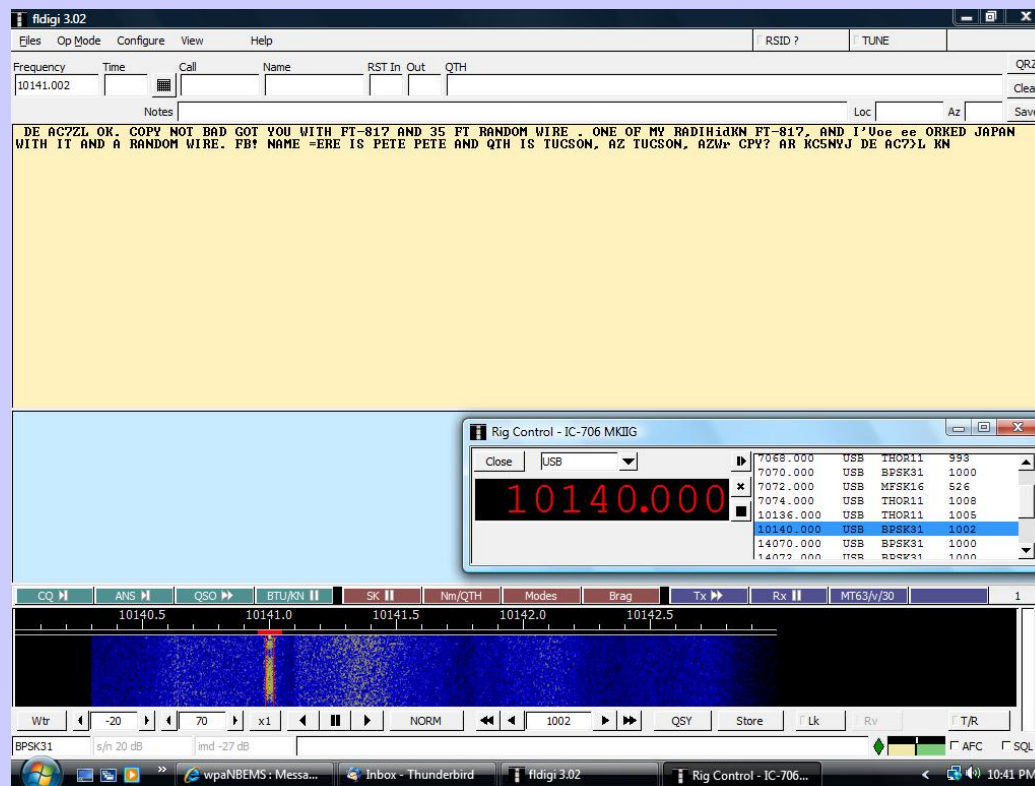 fldigi 3.02
Files Op Mode Configure View Help RSID ? TUNE
Frequency Time Call Name RST In Out QTH QRZ
10141.002 Clea
Notes Loc Az Save
DE AC7ZL OK. COPY NOT BAD GOT YOU WITH FT-817 AND 35 FT RANDOM WIRE . ONE OF MY RADIHidKN FT-817, AND I'Voe ee ORKED JAPAN
WITH IT AND A RANDOM WIRE. FB! NAME =ERE IS PETE PETE AND QTH IS TUCSON, AZ TUCSON, AZWr CPY? AR KC5NYJ DE AC7}L KN
Rig Control - IC-706 MKIIG
Close USB
10140.000
7068.000 USB THOR11 993
7070.000 USB BPSK31 1000
7072.000 USB MFSK16 526
7074.000 USB THOR11 1008
10136.000 USB THOR11 1005
10140.000 USB BPSK31 1002
14070.000 USB BPSK31 1000
14072.000 USB BPSK31 1000
CQ ANS QSO BTU/KN SK Nm/QTH Modes Brag Tx Rx MT63/v/30 1
10140.5 10141.0 10141.5 10142.0 10142.5
Wtr -20 70 x1 NORM 1002 QSY Store Lk Rv T/R
BPSK31 s/n 20 dB imd -27 dB AFC SQL
wpaNBEMS : Messa... Inbox - Thunderbird fldigi 3.02 Rig Control - IC-706... 10:41 PM